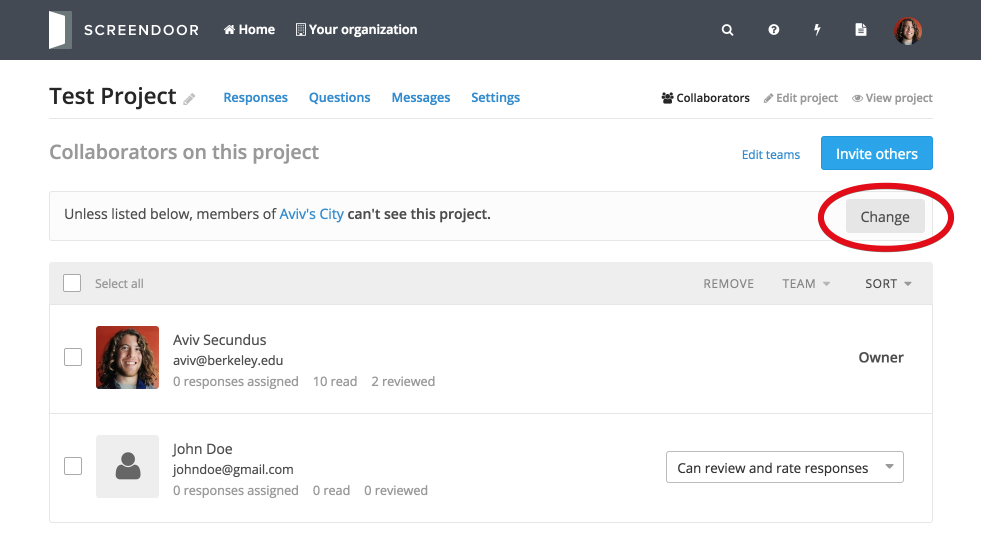 SCREENDOOR Home Your organization
Test Project Responses Questions Messages Settings Collaborators Edit project View project
Collaborators on this project Edit teams Invite others
Unless listed below, members of Aviv's City can't see this project. Change
Select all REMOVE TEAM SORT
Aviv Secundus
aviv@berkeley.edu
Owner
0 responses assigned 10 read 2 reviewed
John Doe
johndoe@gmail.com
Can review and rate responses
0 responses assigned 0 read 0 reviewed